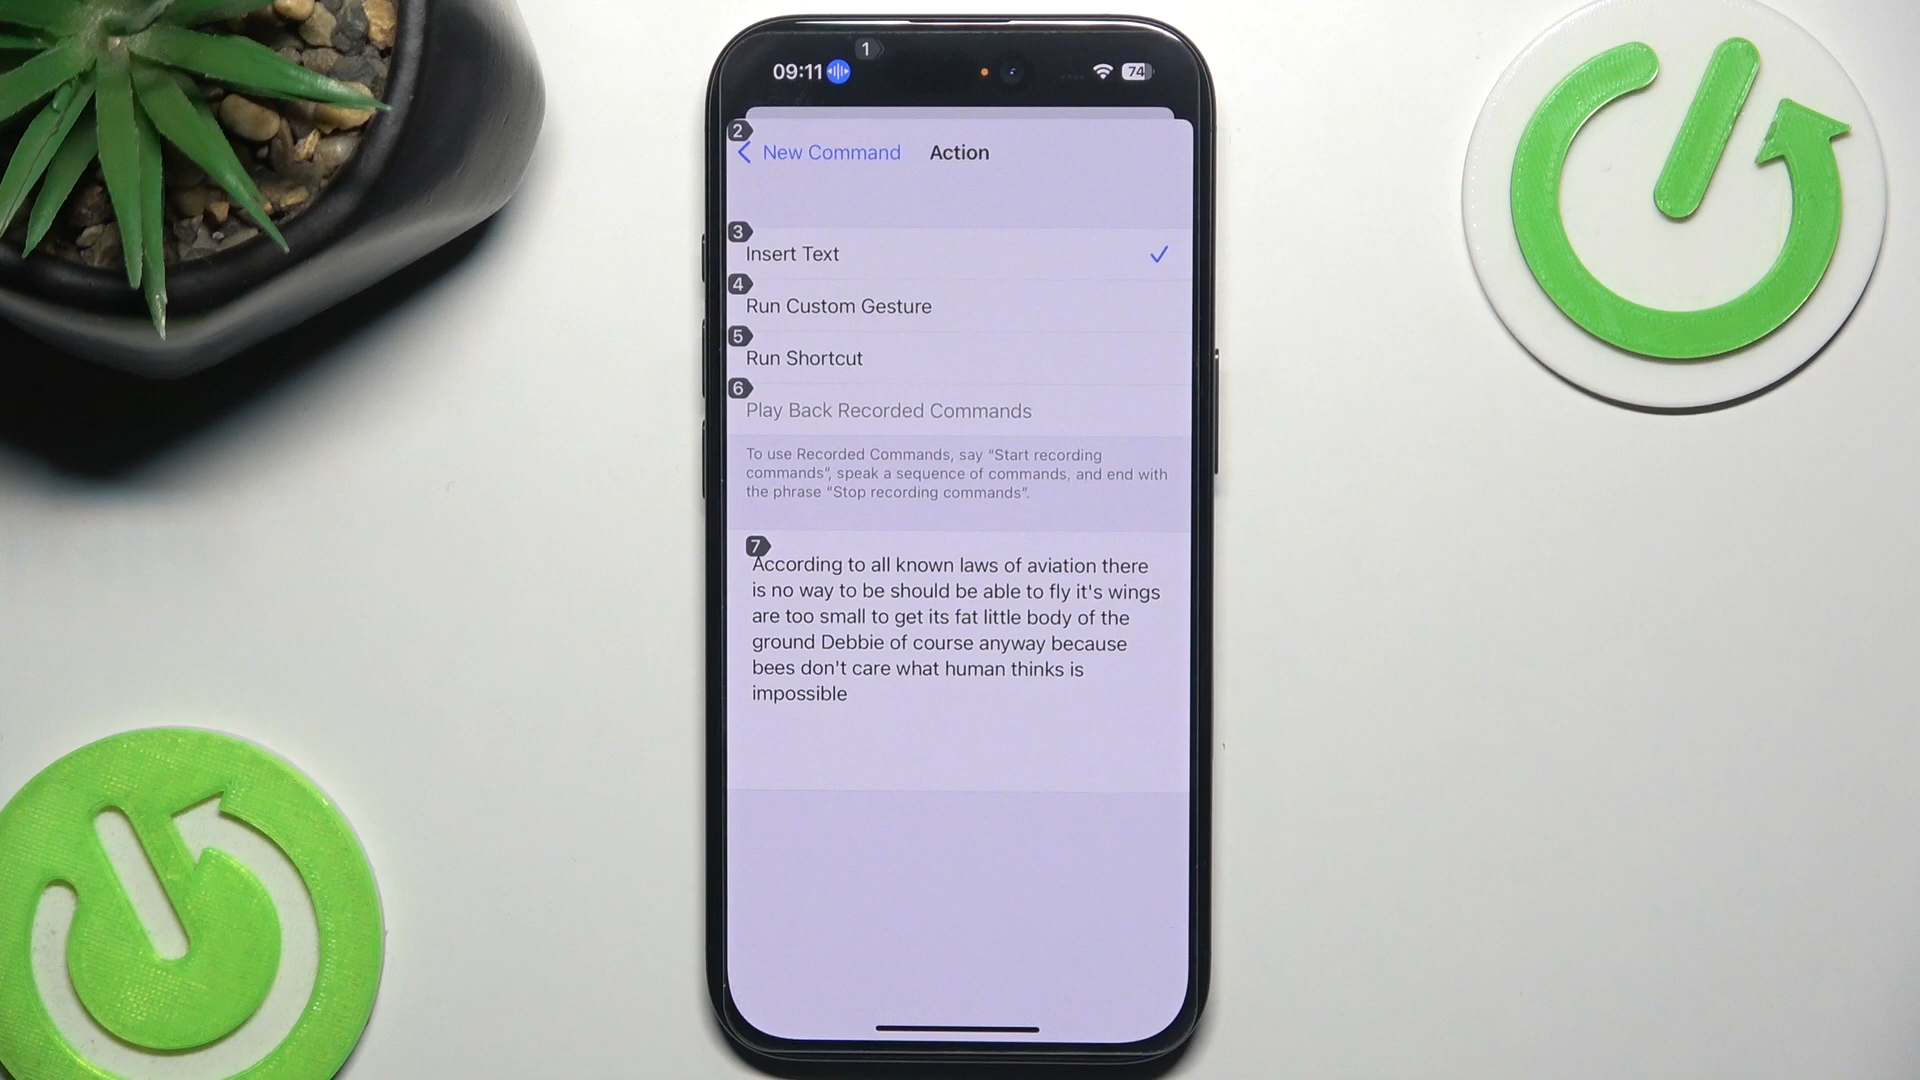 1
09:11
74
2
New Command Action
3
Insert Text
4
Run Custom Gesture
5
Run Shortcut
6
Play Back Recorded Commands
To use Recorded Commands, say “Start recording
commands”, speak a sequence of commands, and end with
the phrase “Stop recording commands”.
7
According to all known laws of aviation there
is no way to be should be able to fly it's wings
are too small to get its fat little body of the
ground Debbie of course anyway because
bees don't care what human thinks is
impossible